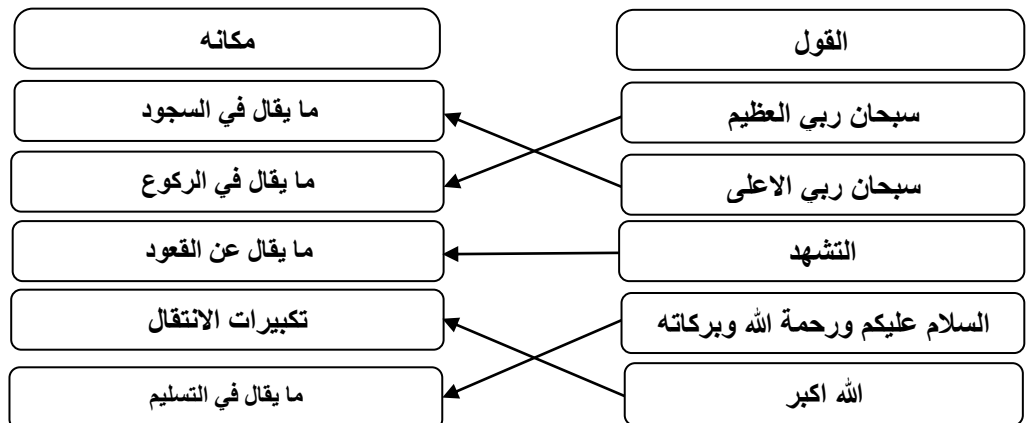 القول
مكانه
سبحان ربي العظيم
ما يقال في السجود
سبحان ربي الاعلى
ما يقال في الركوع
التشهد
ما يقال عن القعود
السلام عليكم ورحمة الله وبركاته
تكبيرات الانتقال
الله اكبر
ما يقال في التسليم